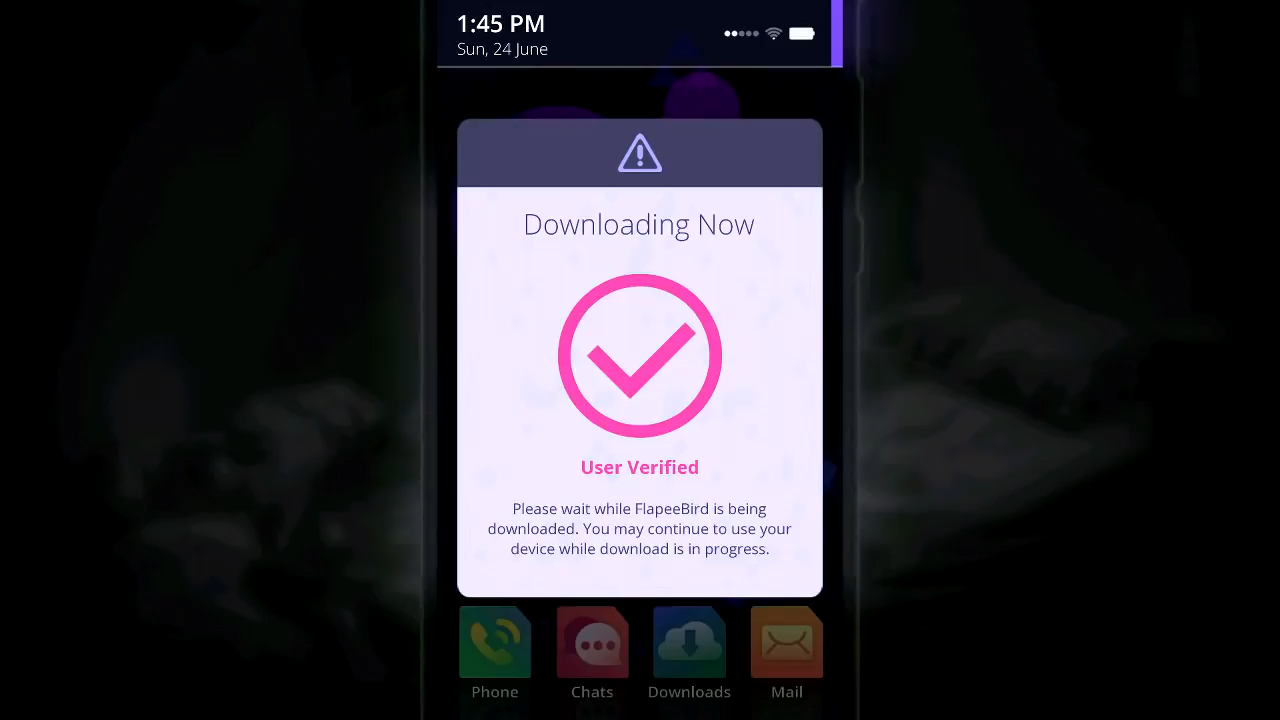 1:45 PM
Sun, 24 June
Downloading Now
User Verified
Please wait while FlapeeBird is being
downloaded. You may continue to use your
device while download is in progress.
Phone
Chats
Downloads
Mail